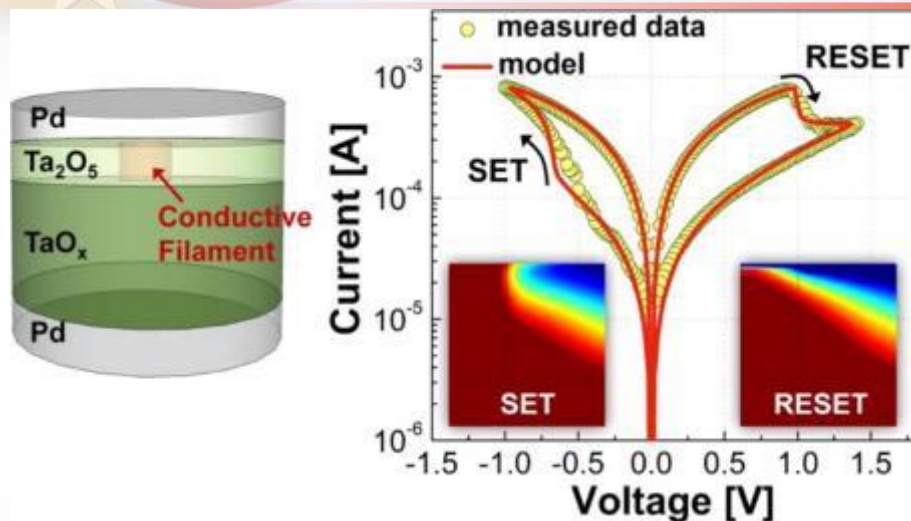 Pd
Ta₂O₅
TaOₓ
Pd
Conductive
Filament
measured data
model
RESET
SET
SET
RESET
Current [A]
10⁻³
10⁻⁴
10⁻⁵
10⁻⁶
-1.5 -1.0 -0.5 0.0 0.5 1.0 1.5
Voltage [V]